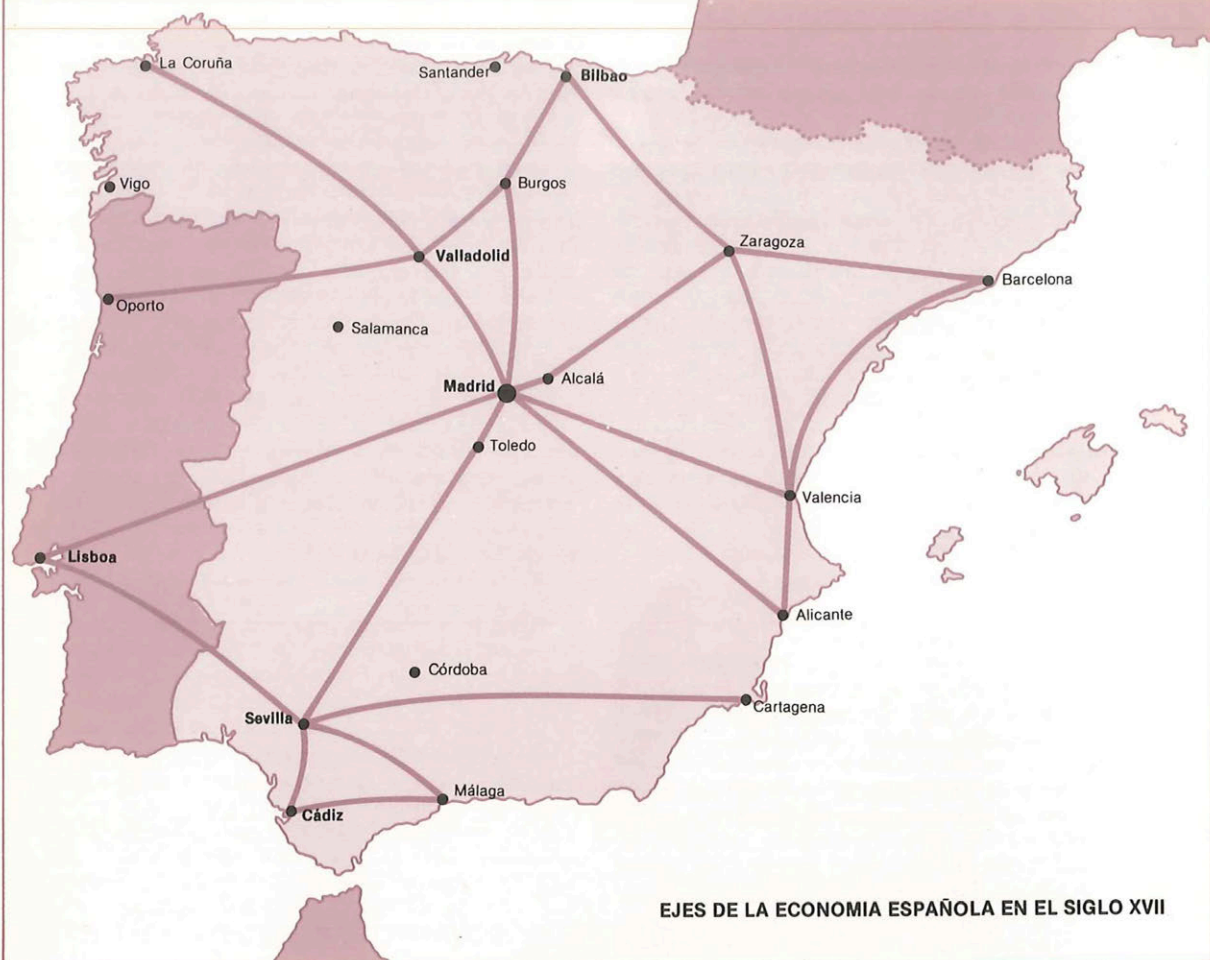 La Coruña
Santander
Bilbao
Vigo
Burgos
Zaragoza
Valladolid
Barcelona
Oporto
Salamanca
Madrid
Alcalá
Toledo
Valencia
Lisboa
Alicante
Córdoba
Sevilla
Cartagena
Málaga
Cádiz
EJES DE LA ECONOMIA ESPAÑOLA EN EL SIGLO XVII